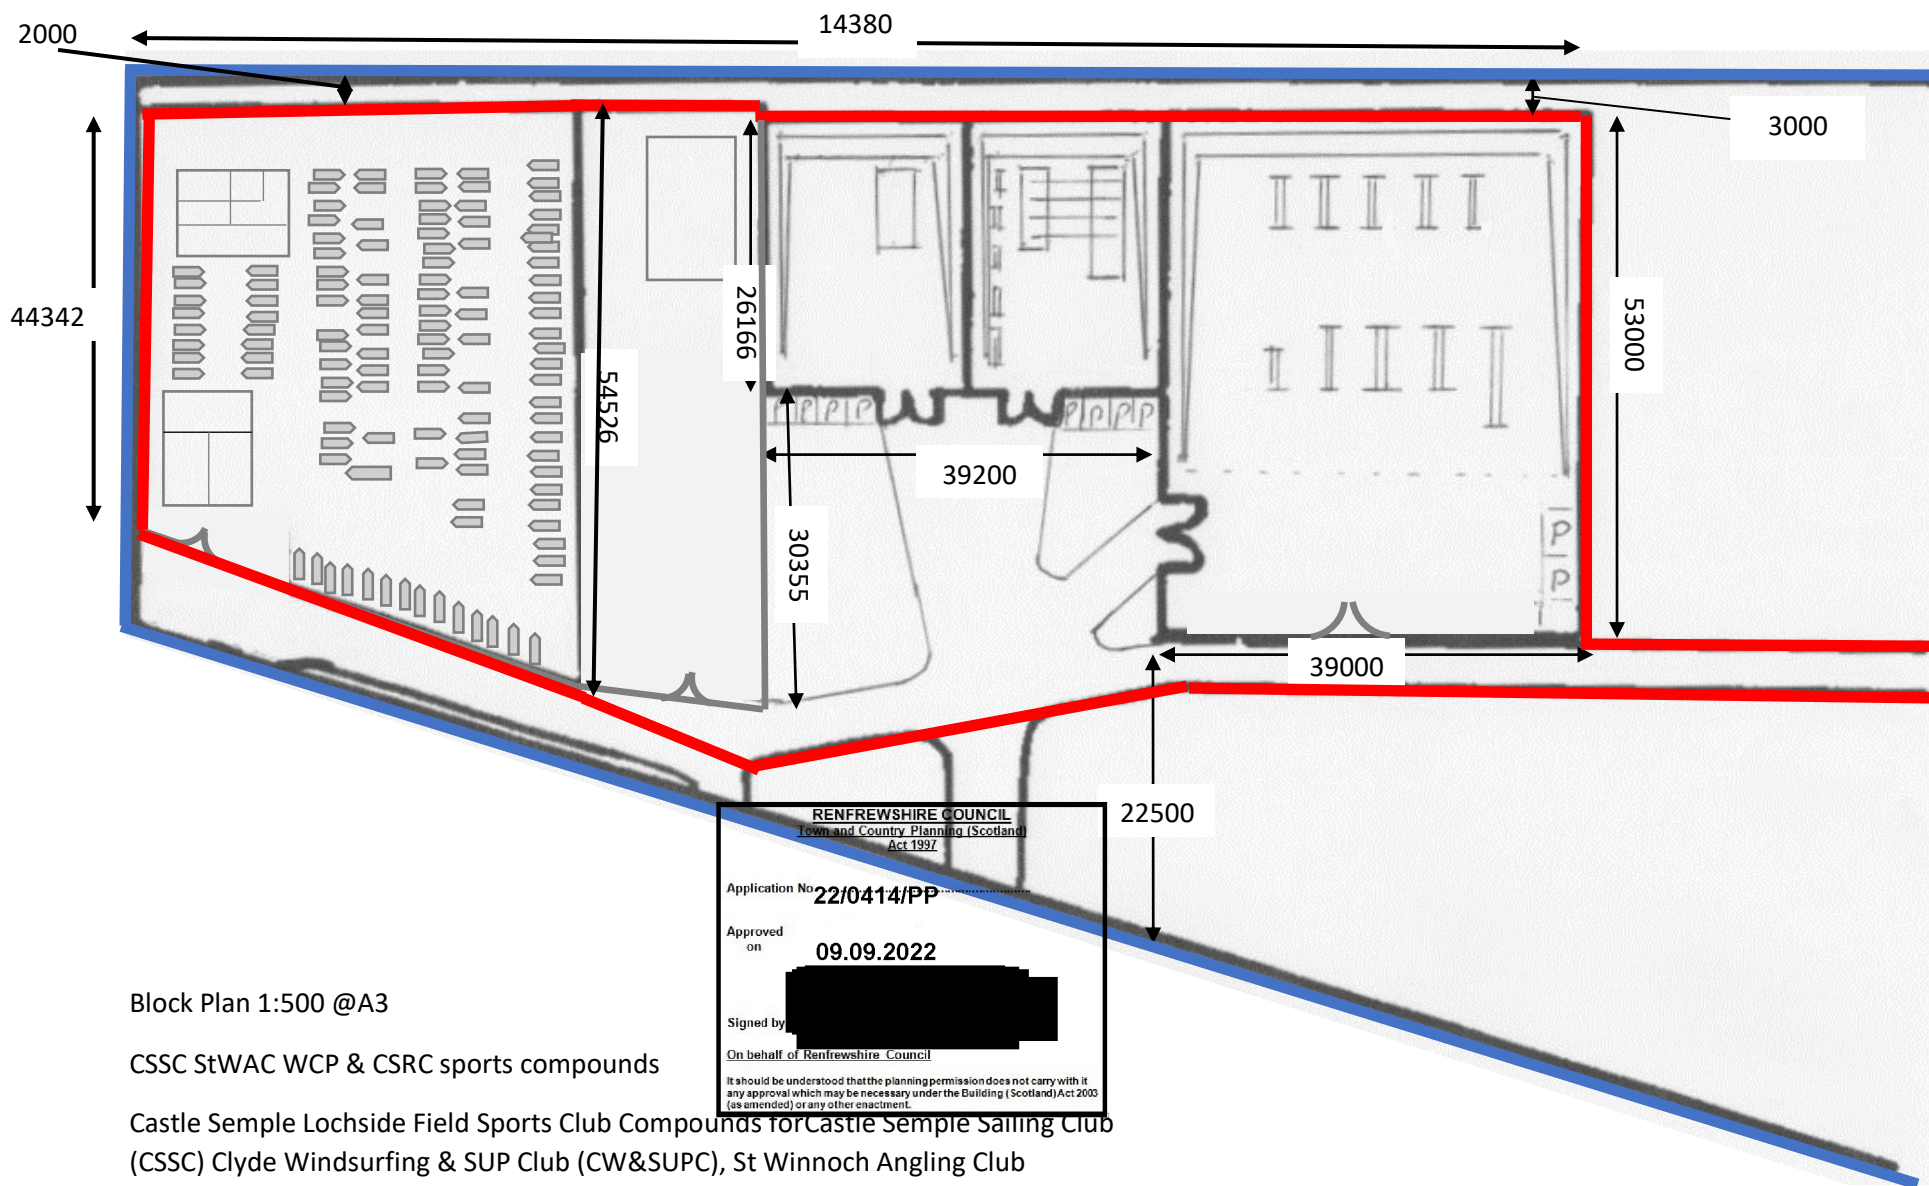 2000
14380
3000
44342
26166
53000
54526
P P P P
P P P P
39200
30355
P
P
39000
22500
RENFREWSHIRE COUNCIL
Town and Country Planning (Scotland)
Act 1997
Application No 22/0414/PP
Approved
on 09.09.2022
Signed by
On behalf of Renfrewshire Council
It should be understood that the planning permission does not carry with it
any approval which may be necessary under the Building (Scotland) Act 2003
(as amended) or any other enactment.
Block Plan 1:500 @A3
CSSC StWAC WCP & CSRC sports compounds
Castle Semple Lochside Field Sports Club Compounds forCastle Semple Sailing Club
(CSSC) Clyde Windsurfing & SUP Club (CW&SUPC), St Winnoch Angling Club